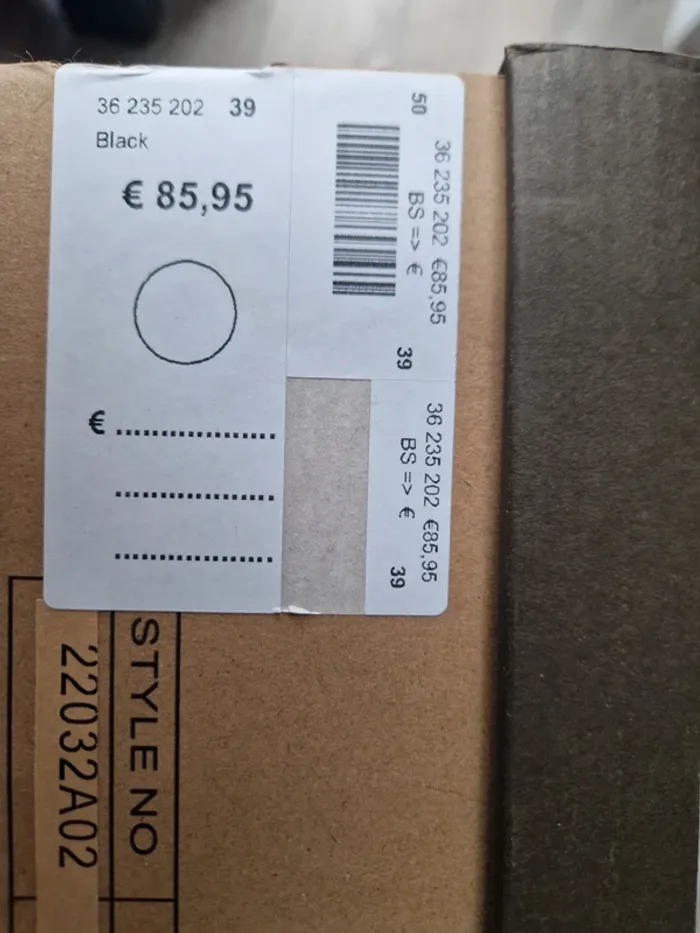 36 235 202 39
Black
€ 85,95
€
50
36 235 202 €85,95
BS => €
39
36 235 202 €85,95
BS => €
39
STYLE NO
22032A02